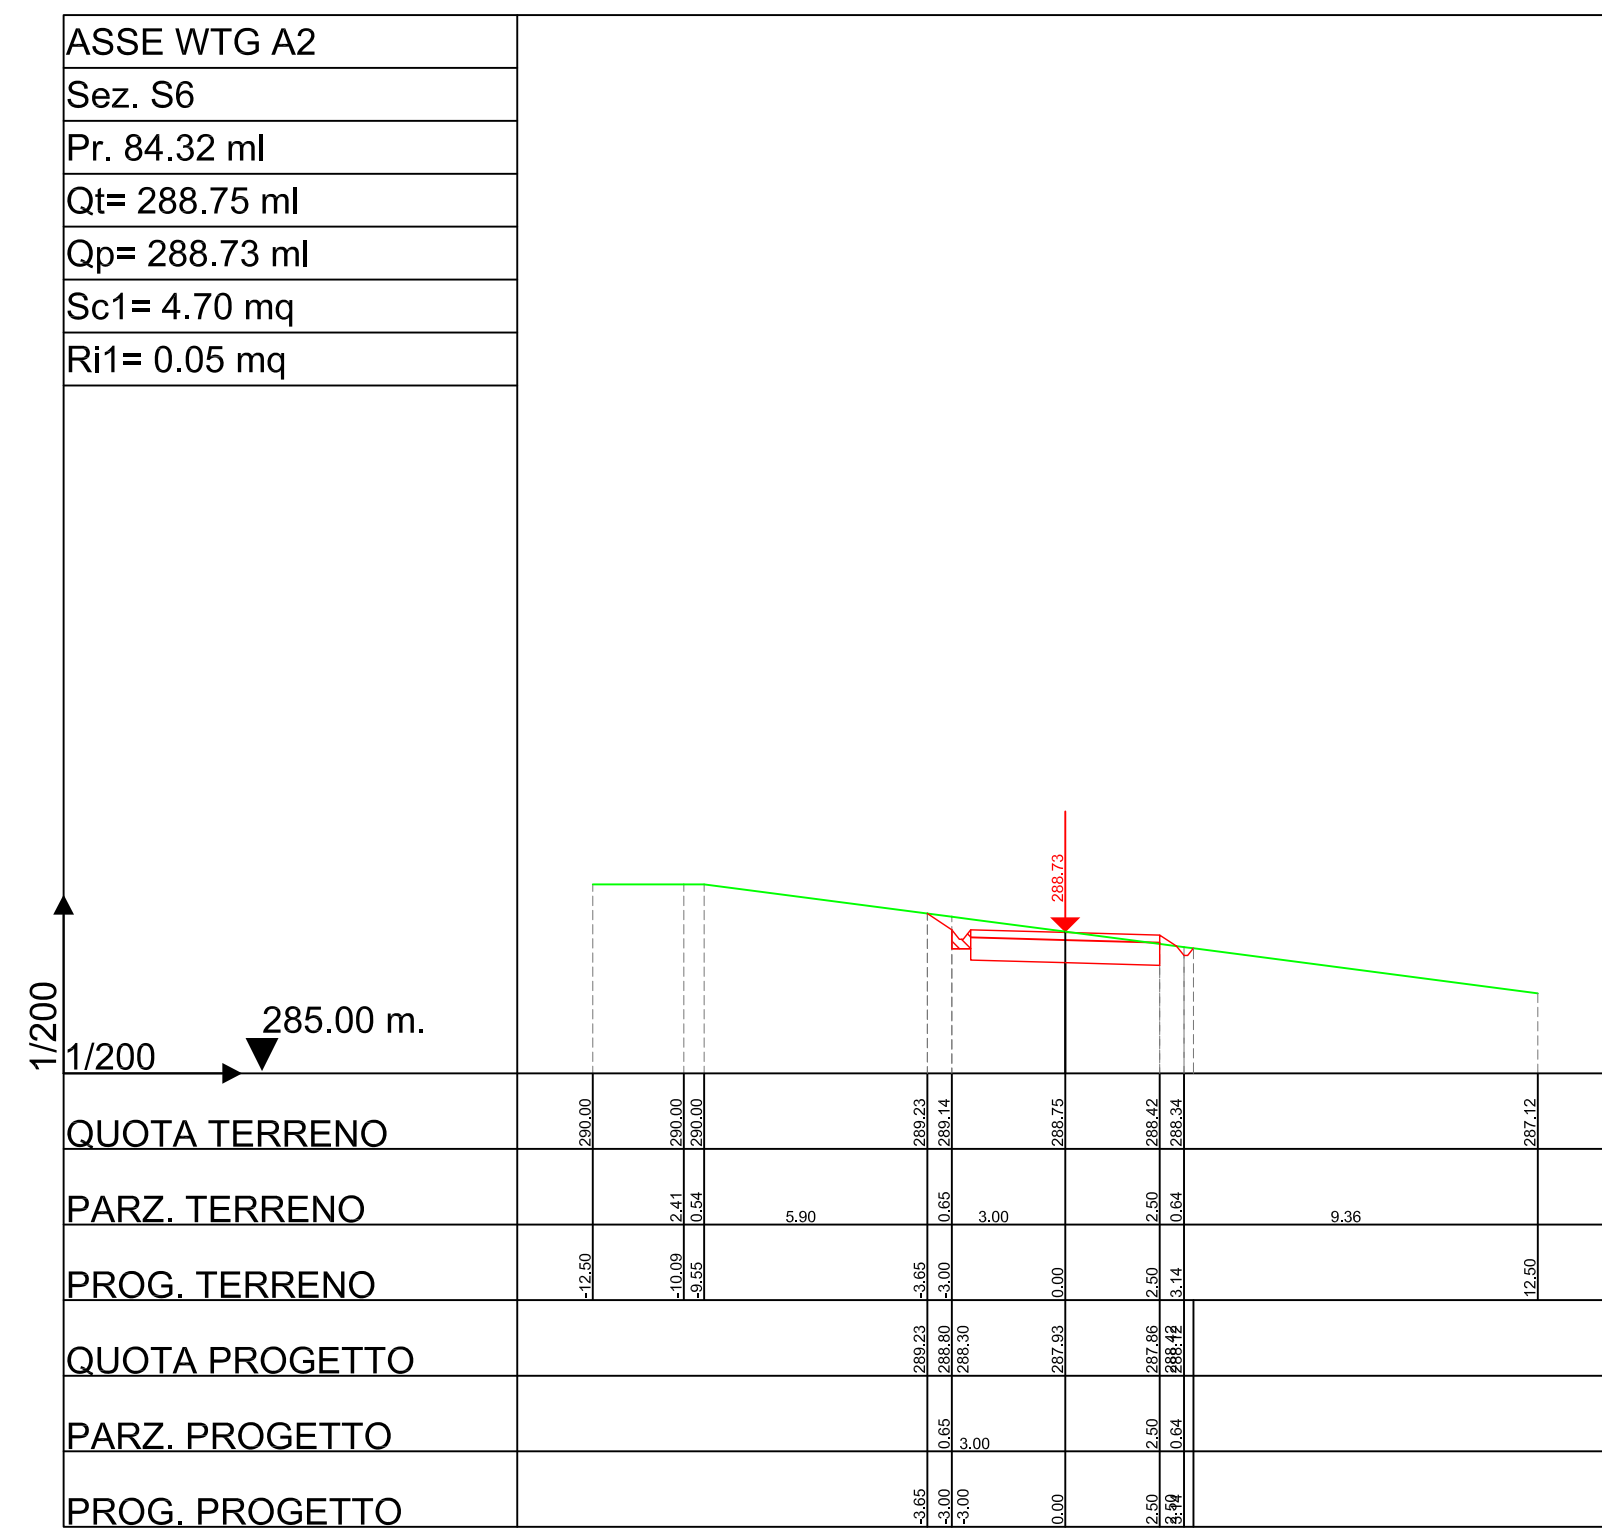 ASSE WTG A2
Sez. S6
Pr. 84.32 ml
Qt= 288.75 ml
Qp= 288.73 ml
Sc1= 4.70 mq
Ri1= 0.05 mq
288.73
1/200
1/200
285.00 m.
QUOTA TERRENO 290.00 290.00 290.00 289.23 289.14 288.75 288.42 288.34 287.12
PARZ. TERRENO 2.41 0.54 5.90 0.65 3.00 2.50 0.64 9.36
PROG. TERRENO -12.50 -10.09 -9.55 -3.65 -3.00 0.00 2.50 3.14 12.50
QUOTA PROGETTO 289.23 288.80 288.30 287.93 287.86 288.12
PARZ. PROGETTO 0.65 3.00 2.50 0.64
PROG. PROGETTO -3.65 -3.00 -3.00 0.00 2.50 3.14